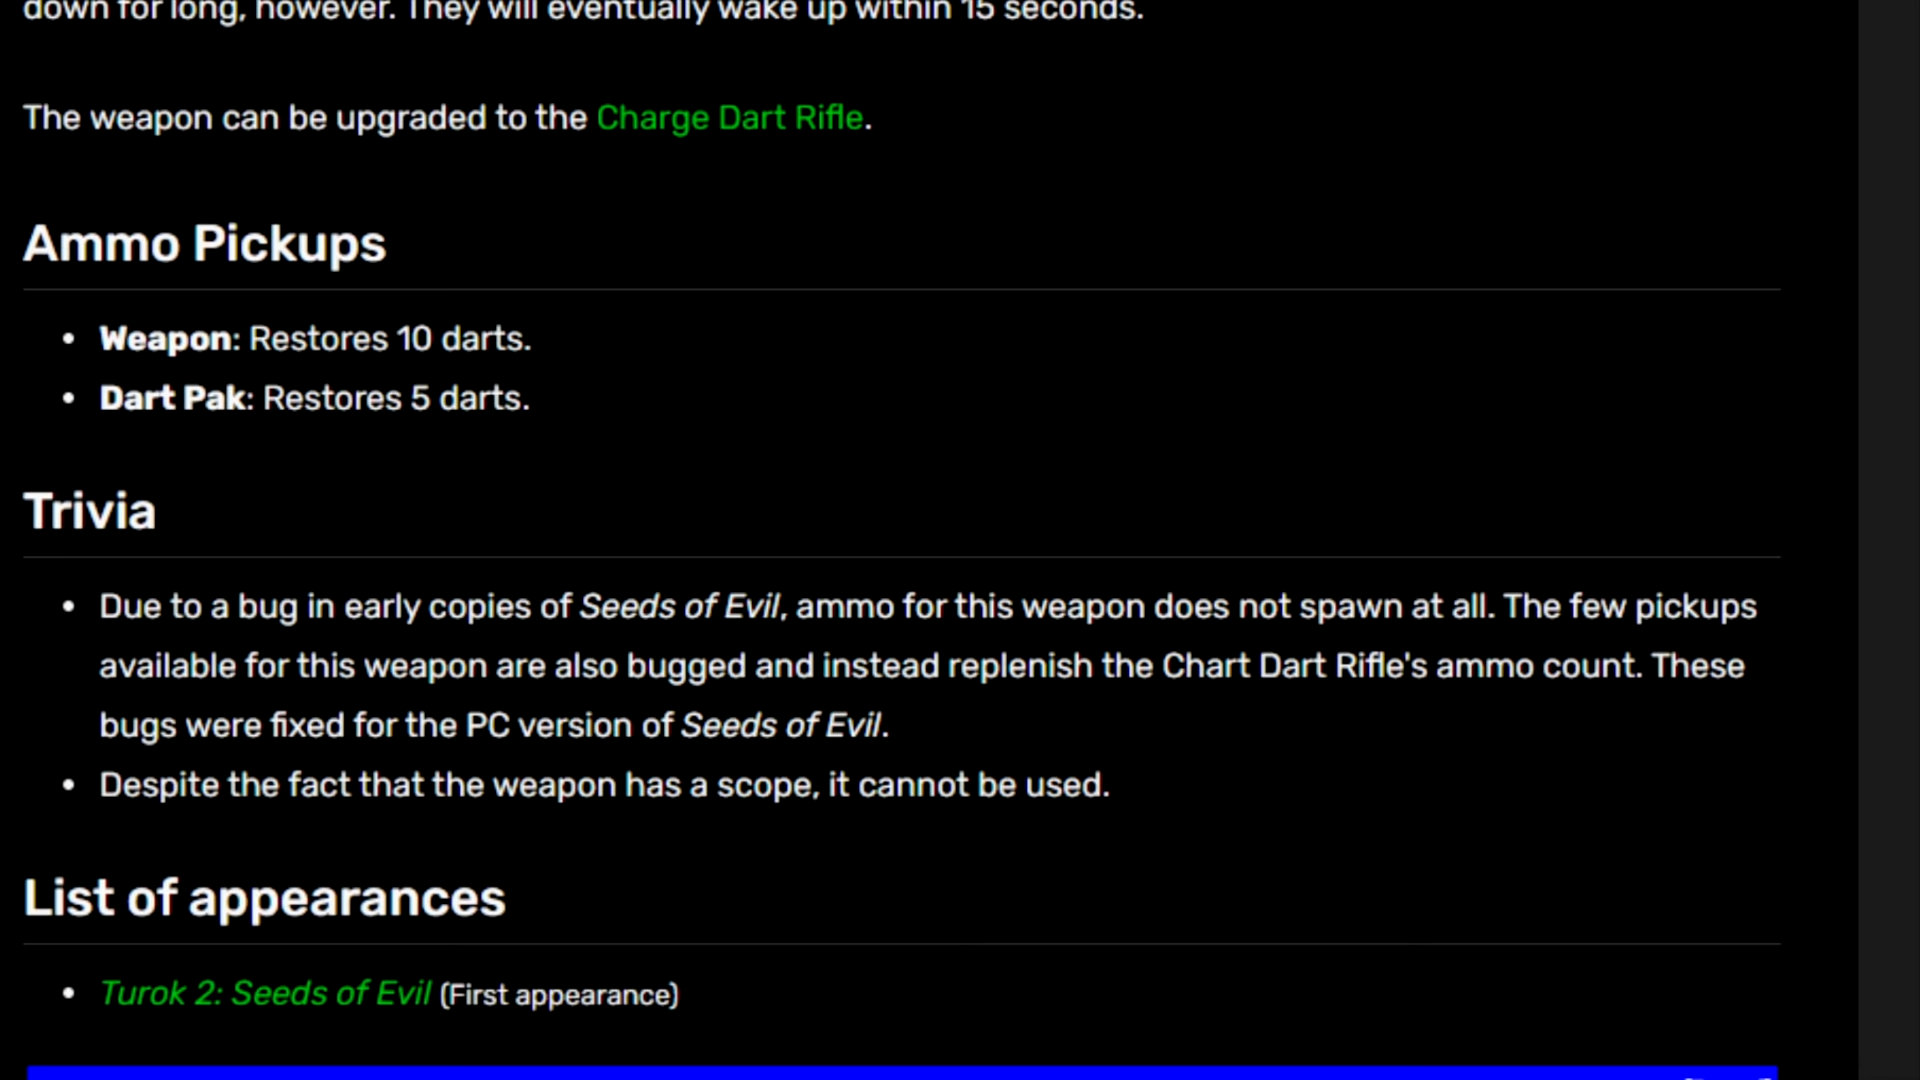 down for long, however. They will eventually wake up within 15 seconds.
The weapon can be upgraded to the Charge Dart Rifle.
Ammo Pickups
• Weapon: Restores 10 darts.
• Dart Pak: Restores 5 darts.
Trivia
• Due to a bug in early copies of Seeds of Evil, ammo for this weapon does not spawn at all. The few pickups
available for this weapon are also bugged and instead replenish the Chart Dart Rifle's ammo count. These
bugs were fixed for the PC version of Seeds of Evil.
• Despite the fact that the weapon has a scope, it cannot be used.
List of appearances
• Turok 2: Seeds of Evil (First appearance)